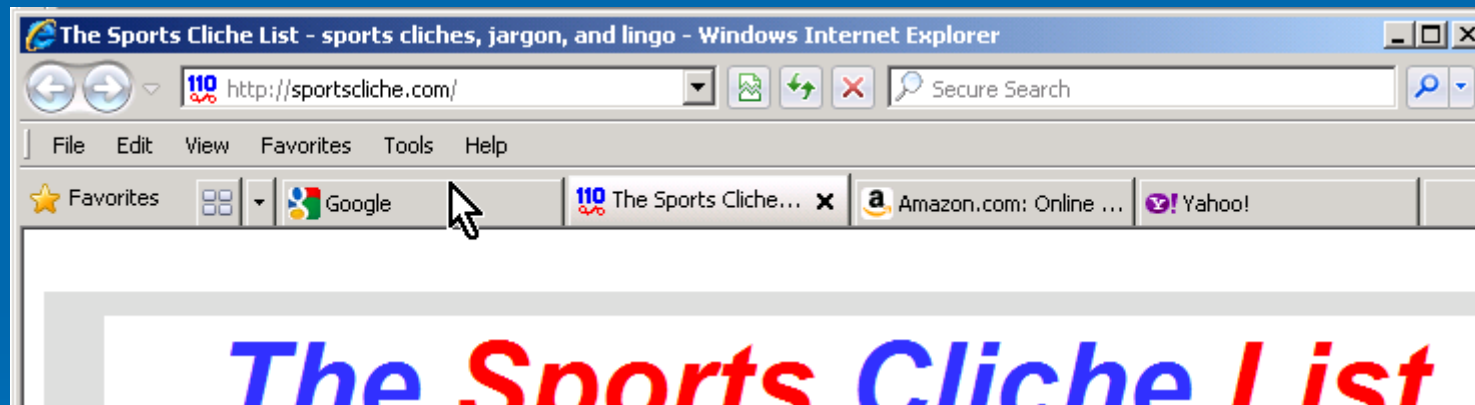 The Sports Cliche List - sports cliches, jargon, and lingo - Windows Internet Explorer
110 http://sportscliche.com/ Secure Search
File Edit View Favorites Tools Help
Favorites Google 110 The Sports Cliche... a Amazon.com: Online ... Y! Yahoo!
The Sports Cliche List